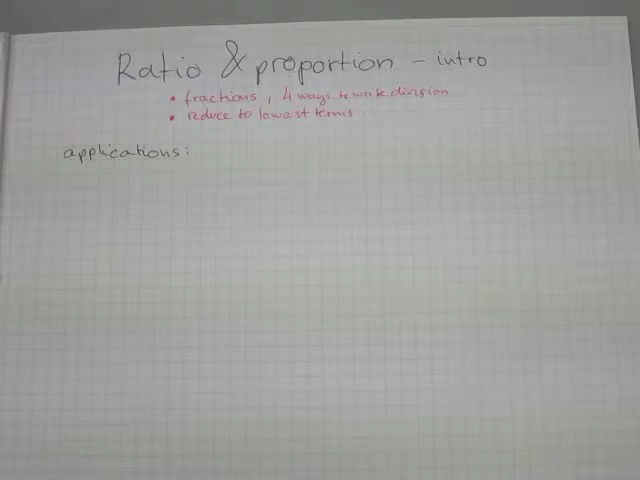 Ratio & proportion - intro
• fractions, 4 ways to write division
• reduce to lowest terms
applications: